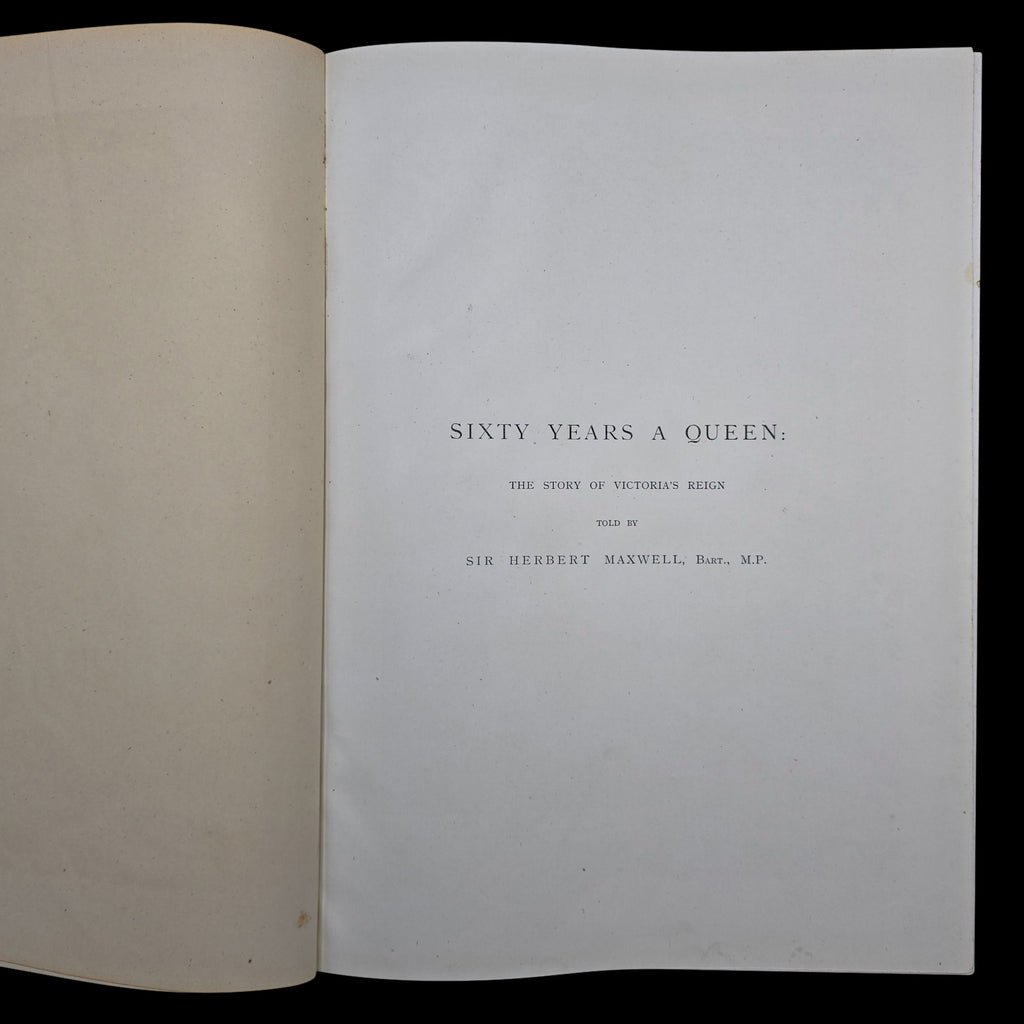 SIXTY YEARS A QUEEN:
THE STORY OF VICTORIA'S REIGN
TOLD BY
SIR HERBERT MAXWELL, Bart., M.P.